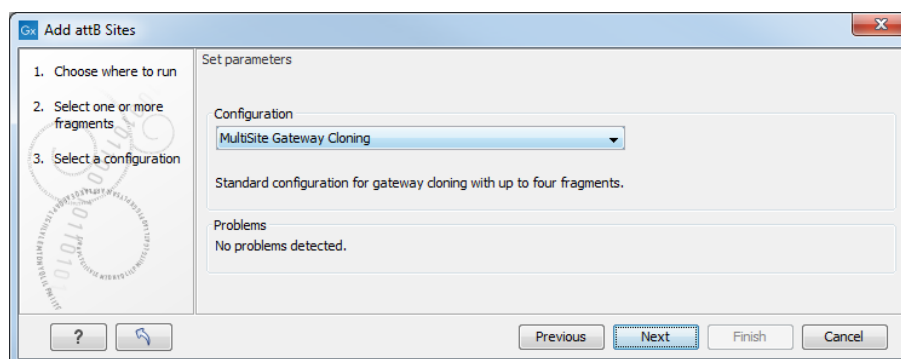 Gx Add attB Sites
1. Choose where to run
2. Select one or more
fragments
3. Select a configuration
Set parameters
Configuration
MultiSite Gateway Cloning
Standard configuration for gateway cloning with up to four fragments.
Problems
No problems detected.
?
Previous
Next
Finish
Cancel